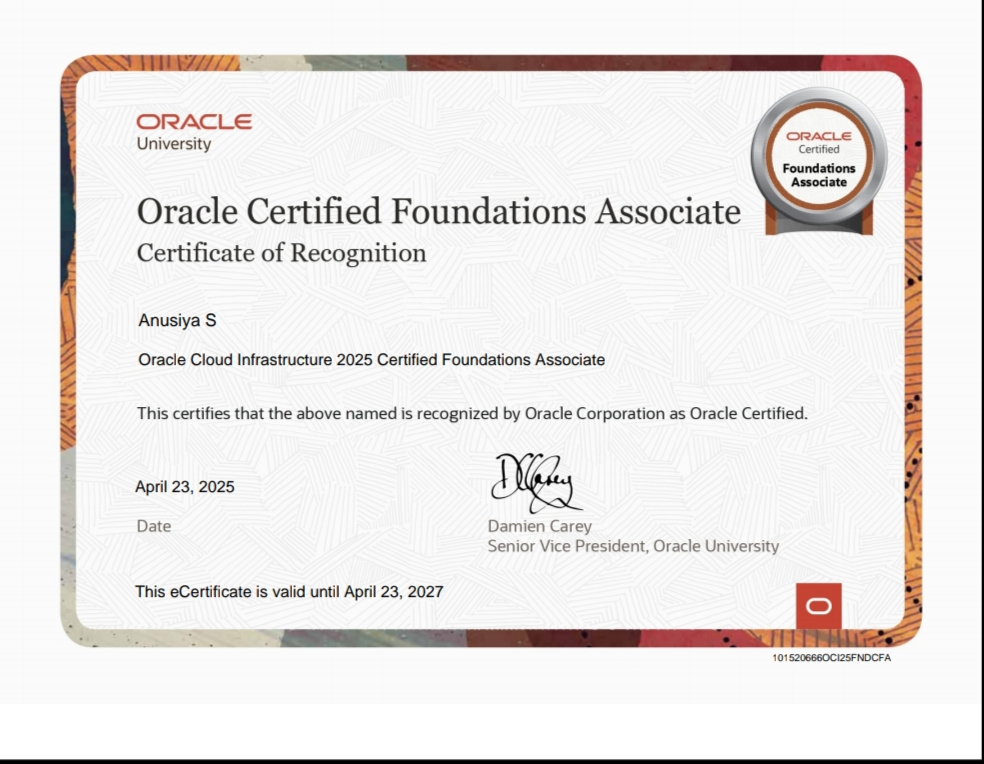 ORACLE
University
ORACLE
Certified
Foundations
Associate
Oracle Certified Foundations Associate
Certificate of Recognition
Anusiya S
Oracle Cloud Infrastructure 2025 Certified Foundations Associate
This certifies that the above named is recognized by Oracle Corporation as Oracle Certified.
April 23, 2025
Date
DCarey
Damien Carey
Senior Vice President, Oracle University
This eCertificate is valid until April 23, 2027
101520666OCI25FNDCFA